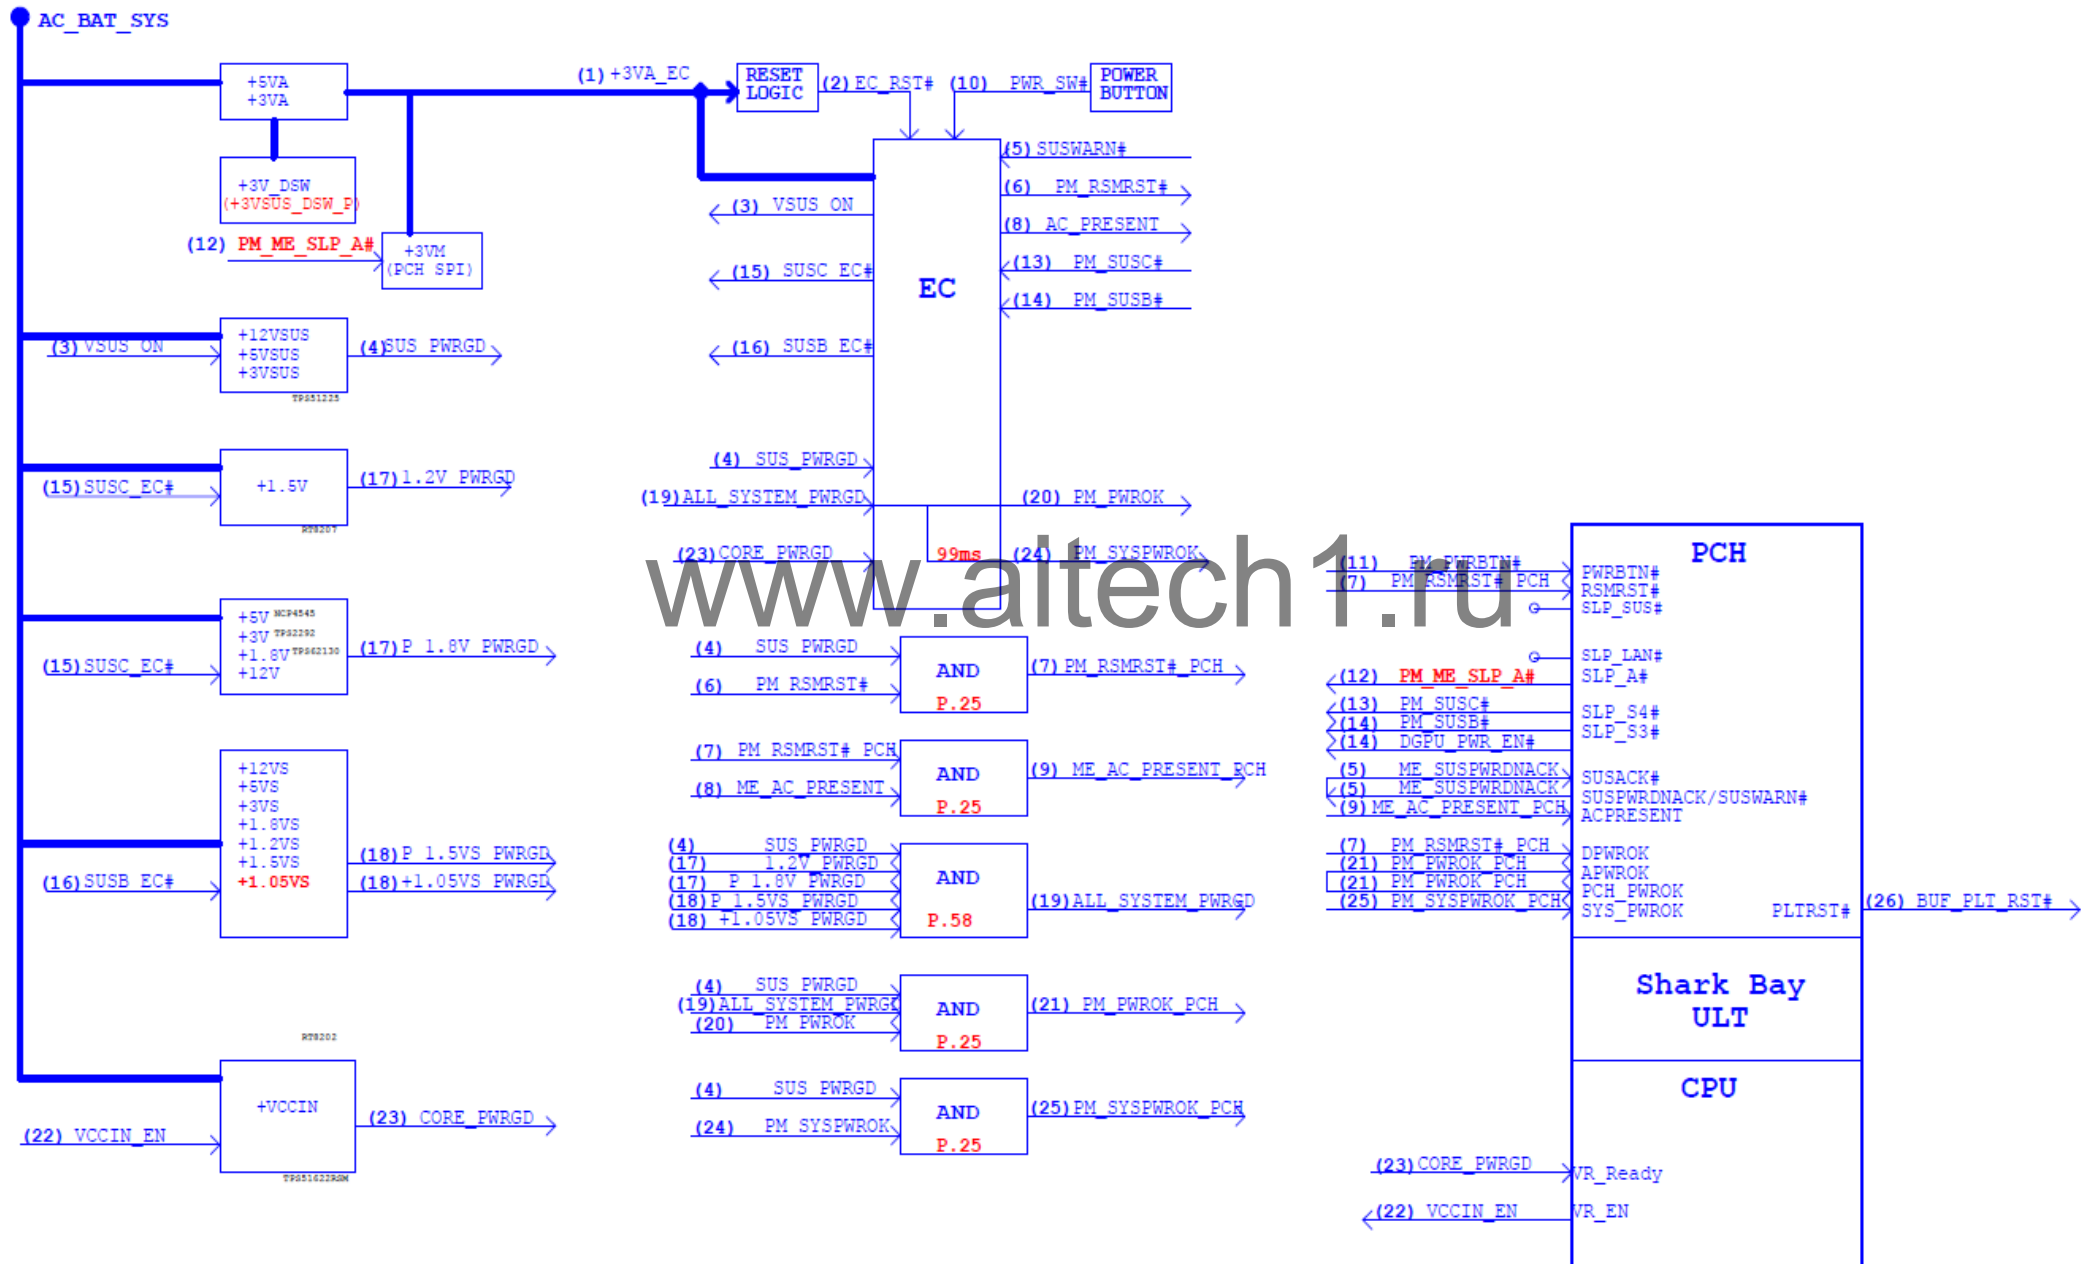 AC_BAT_SYS
+5VA
+3VA
(1) +3VA_EC
RESET
LOGIC
(2) EC_RST#
(10) PWR_SW#
POWER
BUTTON
+3V_DSW
(+3VSUS_DSW_P)
(12) PM_ME_SLP_A#
+3VM
(PCH SPI)
(3) VSUS_ON
+12VSUS
+5VSUS
+3VSUS
(4) SUS_PWRGD
TPS51225
(15) SUSC_EC#
+1.5V
(17) 1.2V_PWRGD
RT8207
(15) SUSC_EC#
+5V NCP4545
+3V TPS2292
+1.8V TPS62130
+12V
(17) P_1.8V_PWRGD
(16) SUSB_EC#
+12VS
+5VS
+3VS
+1.8VS
+1.2VS
+1.5VS
+1.05VS
(18) P_1.5VS_PWRGD
(18) +1.05VS_PWRGD
RT8202
(22) VCCIN_EN
+VCCIN
(23) CORE_PWRGD
TPS51622RSM
EC
(5) SUSWARN#
(6) PM_RSMRST#
(8) AC_PRESENT
(13) PM_SUSC#
(14) PM_SUSB#
(3) VSUS_ON
(15) SUSC_EC#
(16) SUSB_EC#
(4) SUS_PWRGD
(19) ALL_SYSTEM_PWRGD
(20) PM_PWROK
(23) CORE_PWRGD
99ms
(24) PM_SYSPWROK
www.aitech1.ru
(4) SUS_PWRGD
(6) PM_RSMRST#
AND
P.25
(7) PM_RSMRST#_PCH
(7) PM_RSMRST#_PCH
(8) ME_AC_PRESENT
AND
P.25
(9) ME_AC_PRESENT_PCH
(4) SUS_PWRGD
(17) 1.2V_PWRGD
(17) P_1.8V_PWRGD
(18) P_1.5VS_PWRGD
(18) +1.05VS_PWRGD
AND
P.58
(19) ALL_SYSTEM_PWRGD
(4) SUS_PWRGD
(19) ALL_SYSTEM_PWRGD
(20) PM_PWROK
AND
P.25
(21) PM_PWROK_PCH
(4) SUS_PWRGD
(24) PM_SYSPWROK
AND
P.25
(25) PM_SYSPWROK_PCH
PCH
(11) PM_PWRBTN#
PWRBTN#
(7) PM_RSMRST#_PCH
RSMRST#
SLP_SUS#
SLP_LAN#
(12) PM_ME_SLP_A#
SLP_A#
(13) PM_SUSC#
SLP_S4#
(14) PM_SUSB#
SLP_S3#
(14) DGPU_PWR_EN#
(5) ME_SUSPWRDNACK
SUSACK#
(5) ME_SUSPWRDNACK
SUSPWRDNACK/SUSWARN#
(9) ME_AC_PRESENT_PCH
ACPRESENT
(7) PM_RSMRST#_PCH
DPWROK
(21) PM_PWROK_PCH
APWROK
(21) PM_PWROK_PCH
PCH_PWROK
(25) PM_SYSPWROK_PCH
SYS_PWROK
PLTRST#
(26) BUF_PLT_RST#
Shark Bay
ULT
CPU
(23) CORE_PWRGD
VR_Ready
(22) VCCIN_EN
VR_EN